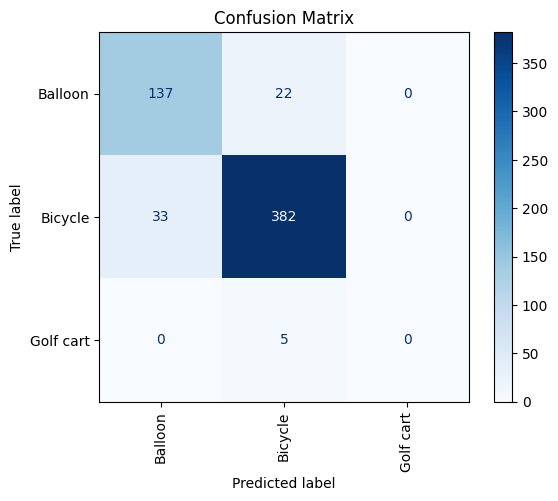 Confusion Matrix
True label
Balloon 137 22 0
Bicycle 33 382 0
Golf cart 0 5 0
Balloon Bicycle Golf cart
Predicted label
350
300
250
200
150
100
50
0